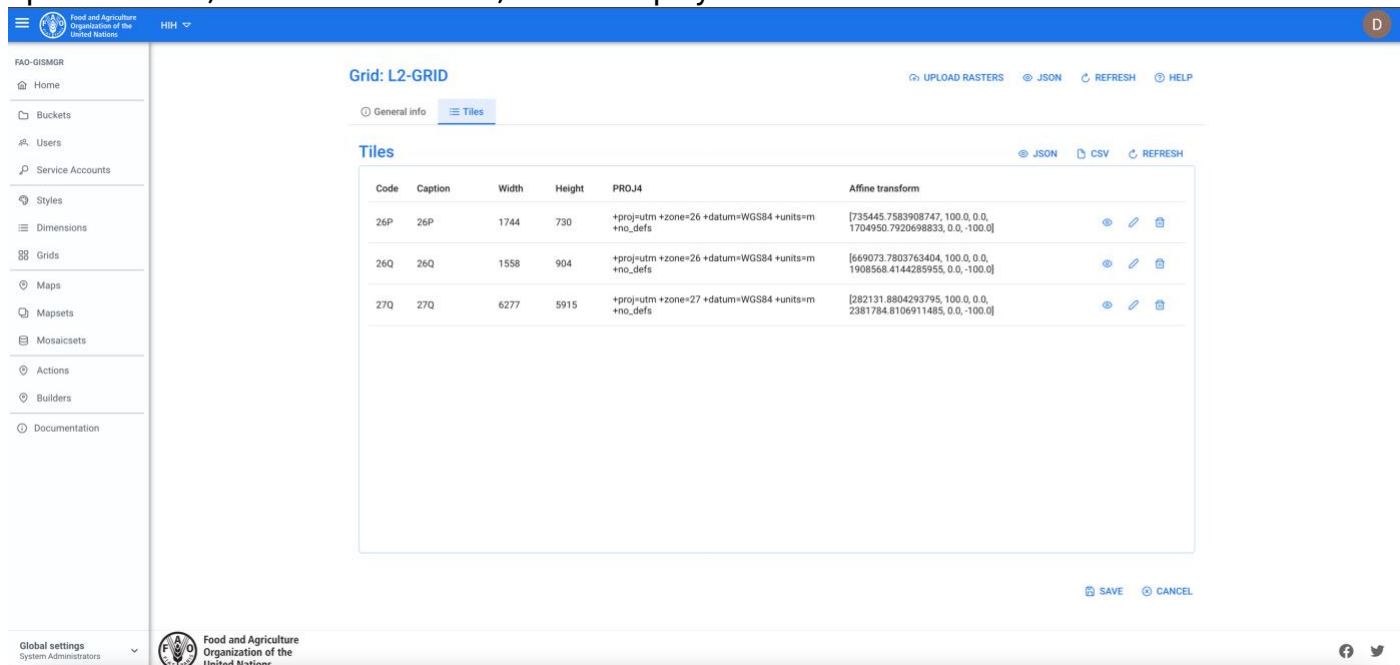 Food and Agriculture
Organization of the
United Nations
HIH
D
FAO-GISMGR
Home
Buckets
Users
Service Accounts
Styles
Dimensions
Grids
Maps
Mapsets
Mosaicsets
Actions
Builders
Documentation
Global settings
System Administrators
Grid: L2-GRID
UPLOAD RASTERS JSON REFRESH HELP
General info Tiles
Tiles
JSON CSV REFRESH
Code Caption Width Height PROJ4 Affine transform
26P 26P 1744 730 +proj=utm +zone=26 +datum=WGS84 +units=m +no_defs [735445.7583908747, 100.0, 0.0, 1704950.7920698833, 0.0, -100.0]
26Q 26Q 1558 904 +proj=utm +zone=26 +datum=WGS84 +units=m +no_defs [669073.7803763404, 100.0, 0.0, 1908568.4144285955, 0.0, -100.0]
27Q 27Q 6277 5915 +proj=utm +zone=27 +datum=WGS84 +units=m +no_defs [282131.8804293795, 100.0, 0.0, 2381784.8106911485, 0.0, -100.0]
SAVE CANCEL
Food and Agriculture
Organization of the
United Nations